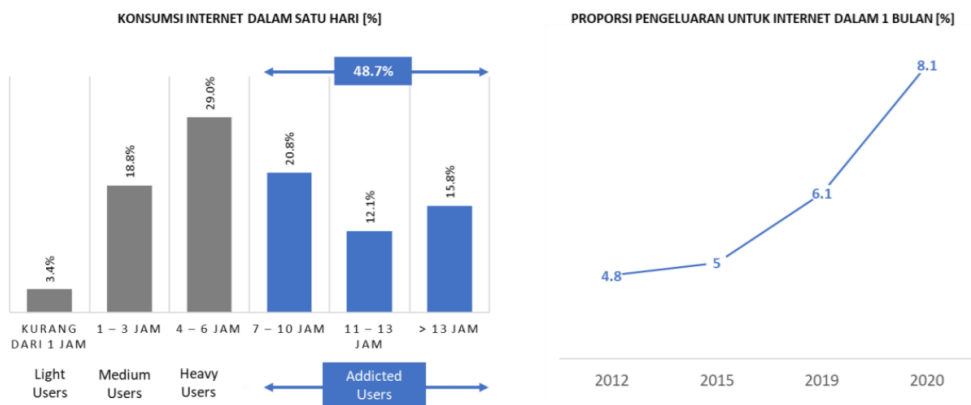 KONSUMSI INTERNET DALAM SATU HARI [%]
48.7%
3.4%
18.8%
29.0%
20.8%
12.1%
15.8%
KURANG DARI 1 JAM
1 – 3 JAM
4 – 6 JAM
7 – 10 JAM
11 – 13 JAM
> 13 JAM
Light Users
Medium Users
Heavy Users
Addicted Users
PROPORSI PENGELUARAN UNTUK INTERNET DALAM 1 BULAN [%]
4.8
5
6.1
8.1
2012
2015
2019
2020